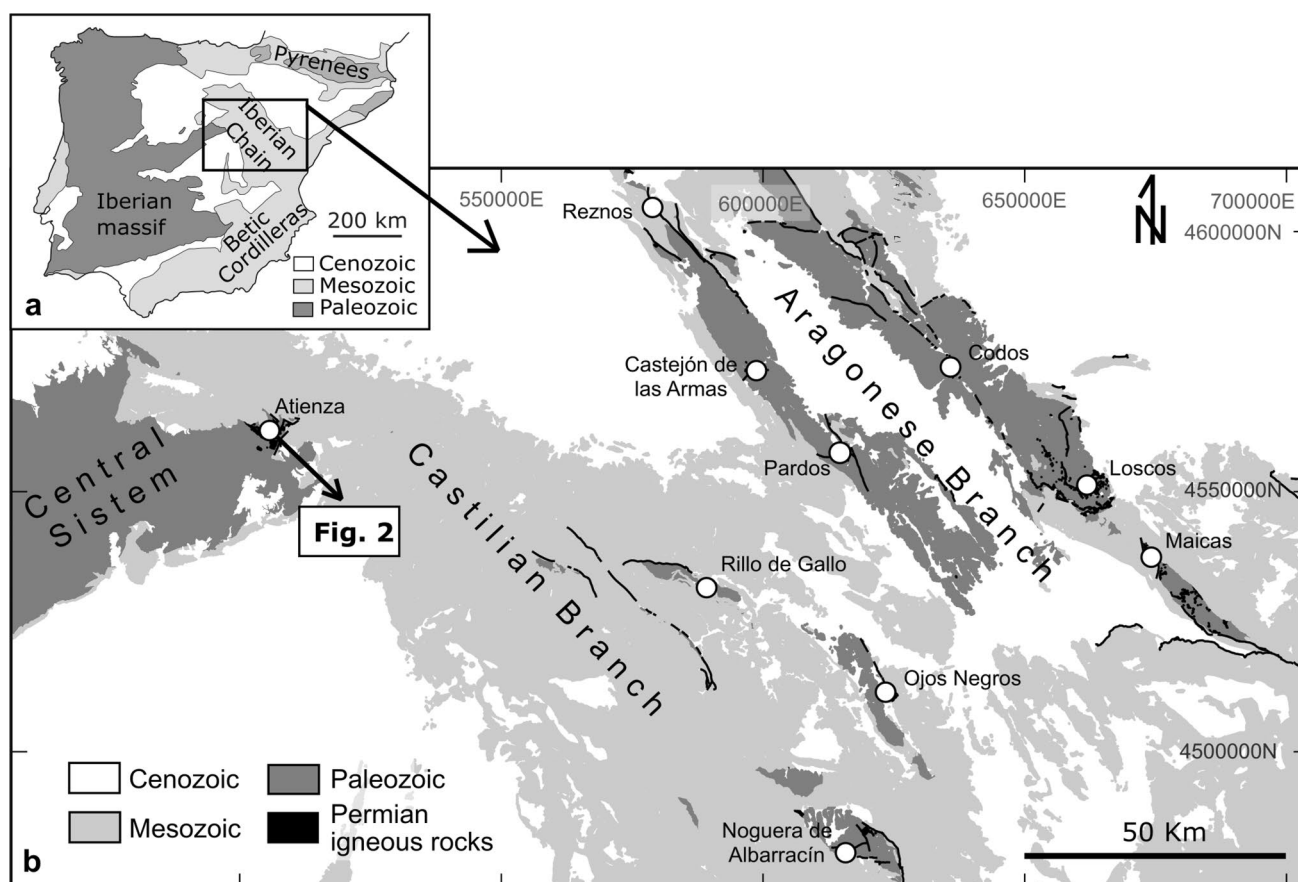 Pyrenees
Iberian
Chain
Iberian
massif
Betic
Cordilleras
200 km
Cenozoic
Mesozoic
Paleozoic
a
550000E
600000E
650000E
700000E
N
4600000N
Reznos
Castejón de
las Armas
Aragonese Branch
Codos
Atienza
Central
Sistem
Pardos
Loscos
4550000N
Fig. 2
Castilian Branch
Maicas
Rillo de Gallo
Ojos Negros
4500000N
Cenozoic
Paleozoic
Mesozoic
Permian
igneous rocks
Noguera de
Albarracín
50 Km
b